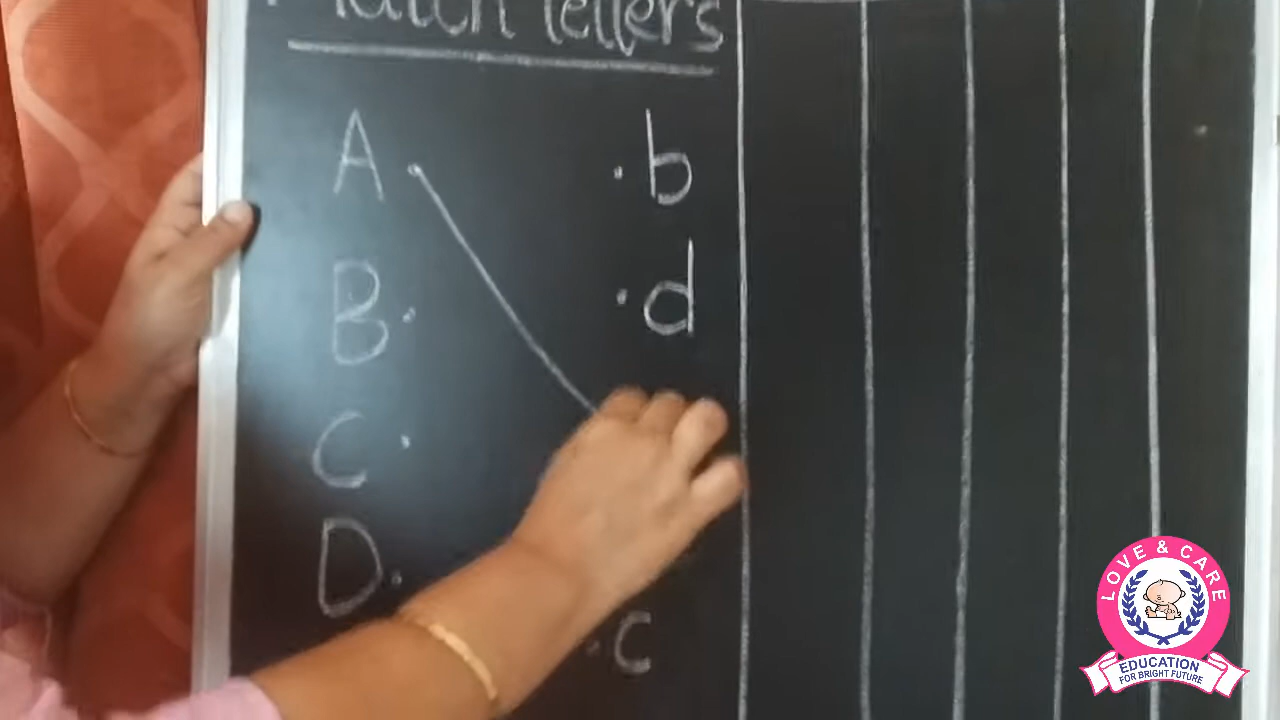 Match letters
A . b
B . . d
C .
D .
. c
LOVE & CARE
EDUCATION
FOR BRIGHT FUTURE